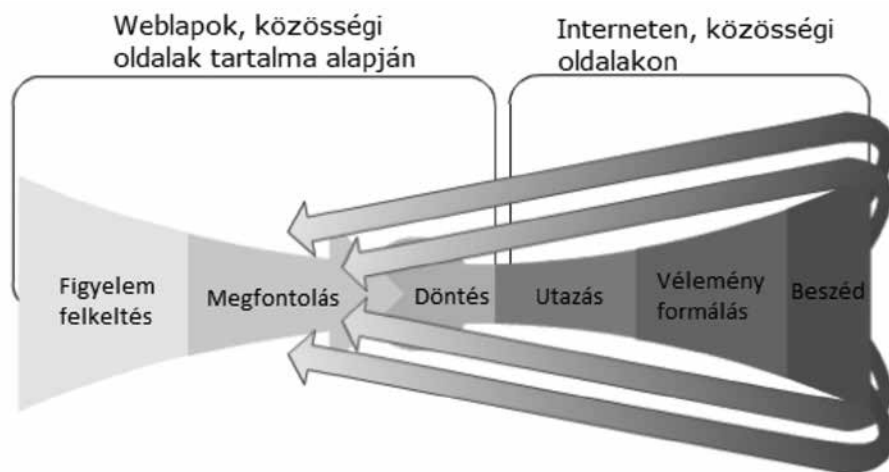 Weblapok, közösségi
oldalak tartalma alapján
Interneten, közösségi
oldalakon
Figyelem
felkeltés
Megfontolás
Döntés
Utazás
Vélemény
formálás
Beszéd